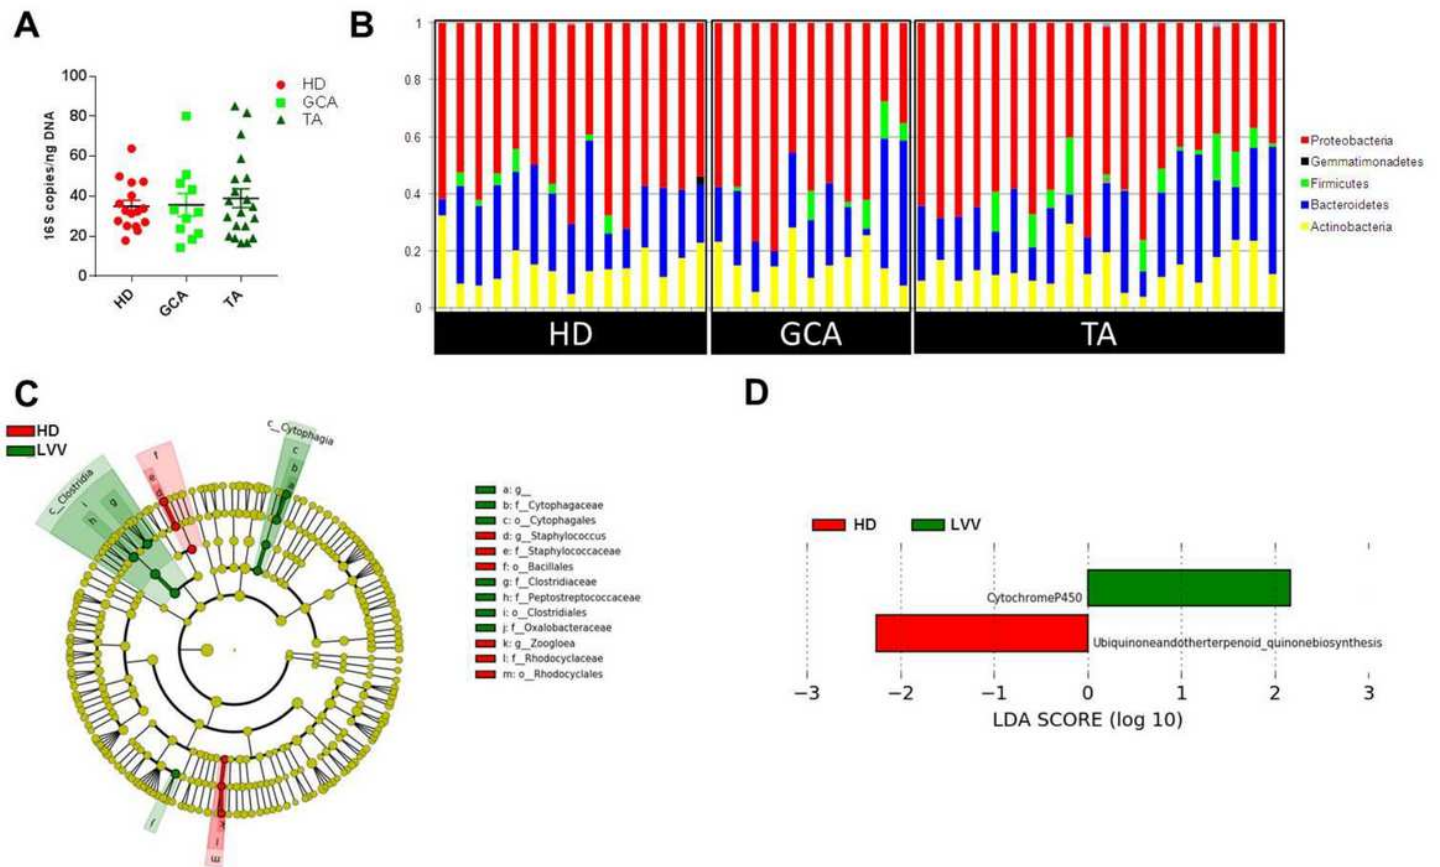 A
100
80
60
40
20
0
16S copies/ng DNA
HD
GCA
TA
HD
GCA
TA
B
1
0.8
0.6
0.4
0.2
0
HD
GCA
TA
Proteobacteria
Gemmatimonadetes
Firmicutes
Bacteroidetes
Actinobacteria
C
HD
LVV
c__Clostridia
i
h
g
f
e
d
c__Cytophagia
c
b
a
j
k
l
m
a: g__
b: f__Cytophagaceae
c: o__Cytophagales
d: g__Staphylococcus
e: f__Staphylococcaceae
f: o__Bacillales
g: f__Clostridiaceae
h: f__Peptostreptococcaceae
i: o__Clostridiales
j: f__Oxalobacteraceae
k: g__Zoogloea
l: f__Rhodocyclaceae
m: o__Rhodocyclales
D
HD
LVV
CytochromeP450
Ubiquinoneandotherterpenoid_quinonebiosynthesis
−3
−2
−1
0
1
2
3
LDA SCORE (log 10)